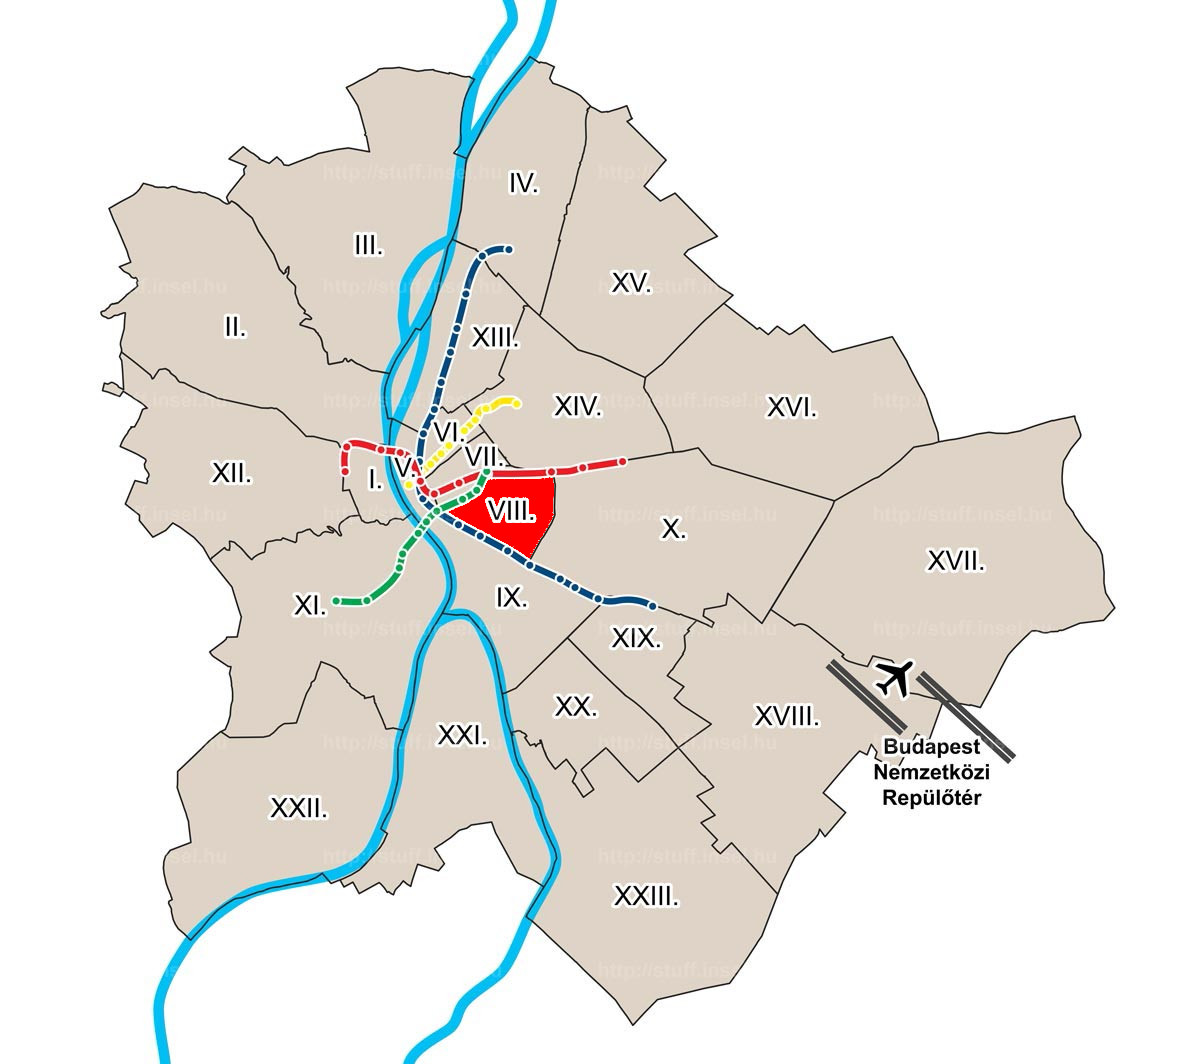 http://stuff.insel.hu
IV.
III.
XV.
II.
XIII.
XIV.
XVI.
VI.
VII.
V.
XII.
I.
VIII.
X.
XVII.
XI.
IX.
XIX.
XX.
XVIII.
XXI.
Budapest
Nemzetközi
Repülőtér
XXII.
XXIII.